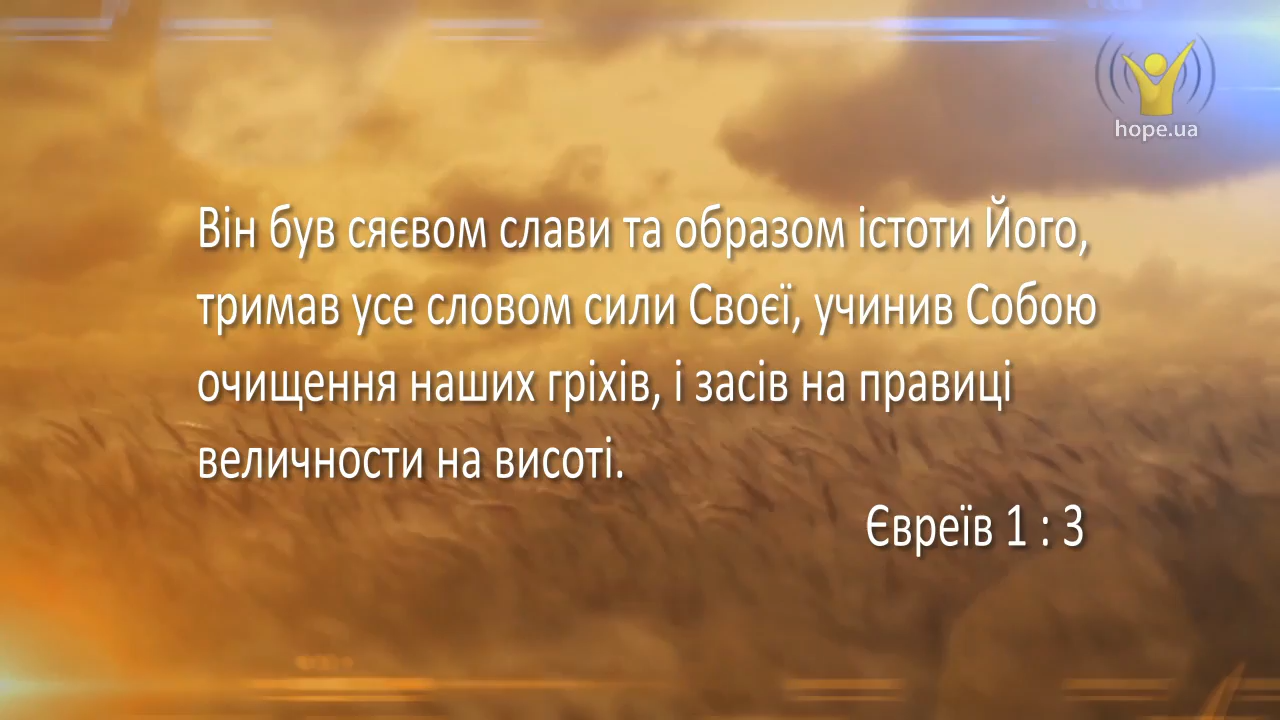 hope.ua
Він був сяєвом слави та образом істоти Його,
тримав усе словом сили Своєї, учинив Собою
очищення наших гріхів, і засів на правиці
величности на висоті.
Євреїв 1 : 3